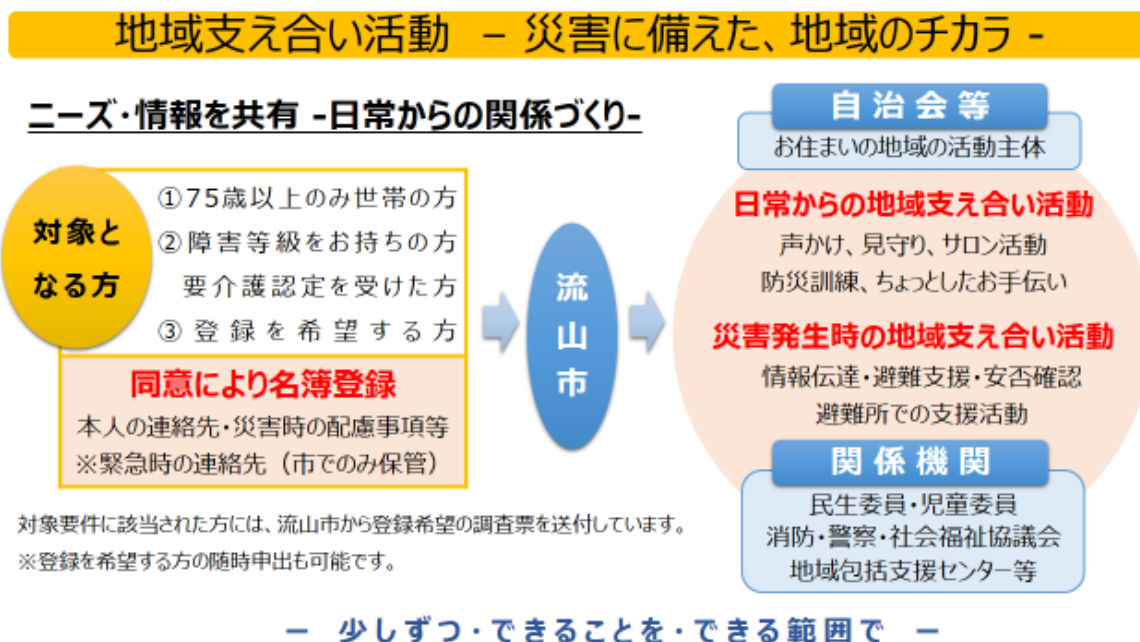 地域支え合い活動 － 災害に備えた、地域のチカラ -
ニーズ・情報を共有 -日常からの関係づくり-
対象と
なる方
①75歳以上のみ世帯の方
②障害等級をお持ちの方
要介護認定を受けた方
③登録を希望する方
同意により名簿登録
本人の連絡先・災害時の配慮事項等
※緊急時の連絡先（市でのみ保管）
流
山
市
自治会等
お住まいの地域の活動主体
日常からの地域支え合い活動
声かけ、見守り、サロン活動
防災訓練、ちょっとしたお手伝い
災害発生時の地域支え合い活動
情報伝達・避難支援・安否確認
避難所での支援活動
関係機関
民生委員・児童委員
消防・警察・社会福祉協議会
地域包括支援センター等
対象要件に該当された方には、流山市から登録希望の調査票を送付しています。
※登録を希望する方の随時申出も可能です。
－ 少しずつ・できることを・できる範囲で －